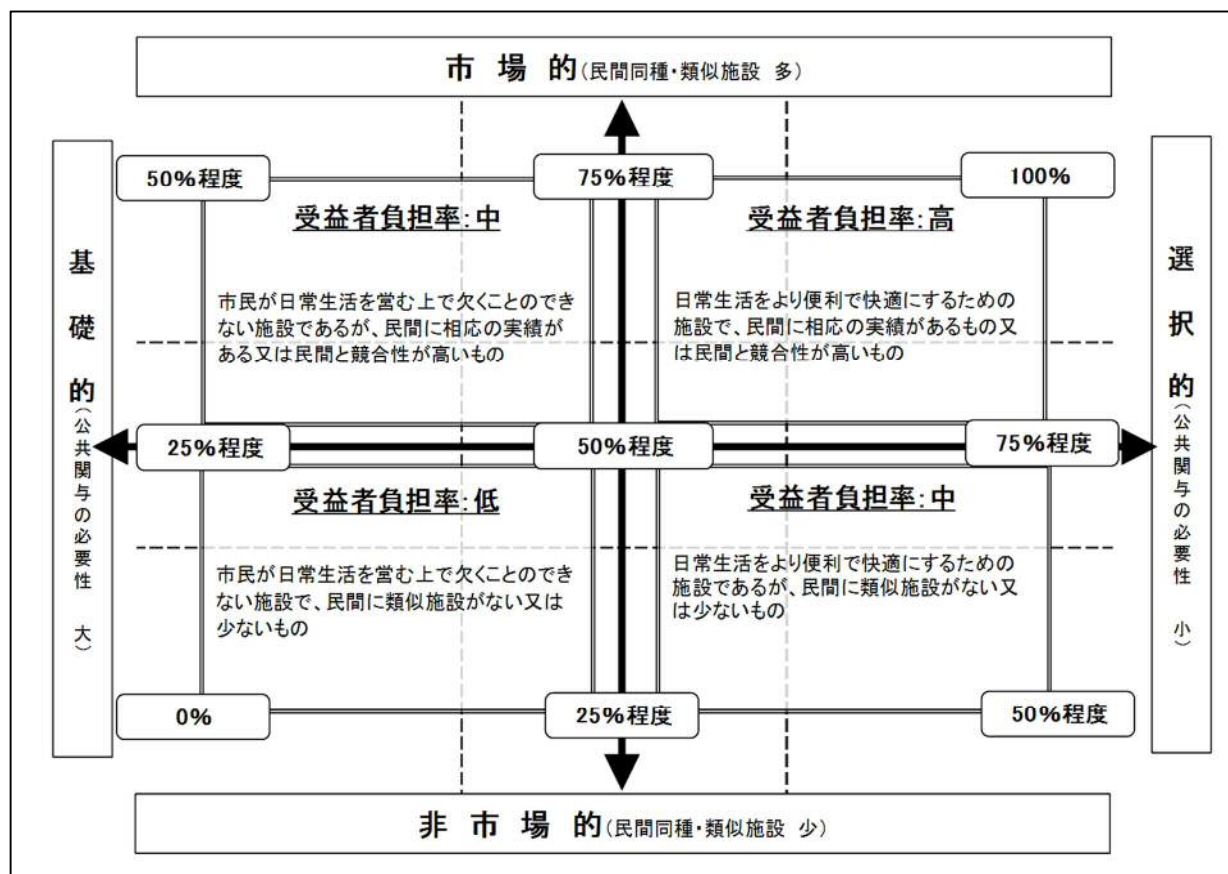 市場的(民間同種・類似施設 多)
50%程度
75%程度
100%
受益者負担率:中
受益者負担率:高
基礎的(公共関与の必要性 大)
選択的(公共関与の必要性 小)
市民が日常生活を営む上で欠くことのでき
ない施設であるが、民間に相応の実績が
ある又は民間と競合性が高いもの
日常生活をより便利で快適にするための
施設で、民間に相応の実績があるもの又
は民間と競合性が高いもの
25%程度
50%程度
75%程度
受益者負担率:低
受益者負担率:中
市民が日常生活を営む上で欠くことのでき
ない施設で、民間に類似施設がない又は
少ないもの
日常生活をより便利で快適にするための
施設であるが、民間に類似施設がない又
は少ないもの
0%
25%程度
50%程度
非市場的(民間同種・類似施設 少)